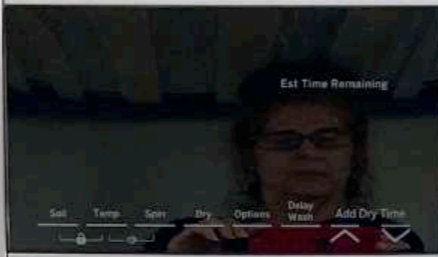 Est Time Remaining
Soil Temp Spin Dry Options Delay Wash Add Dry Time